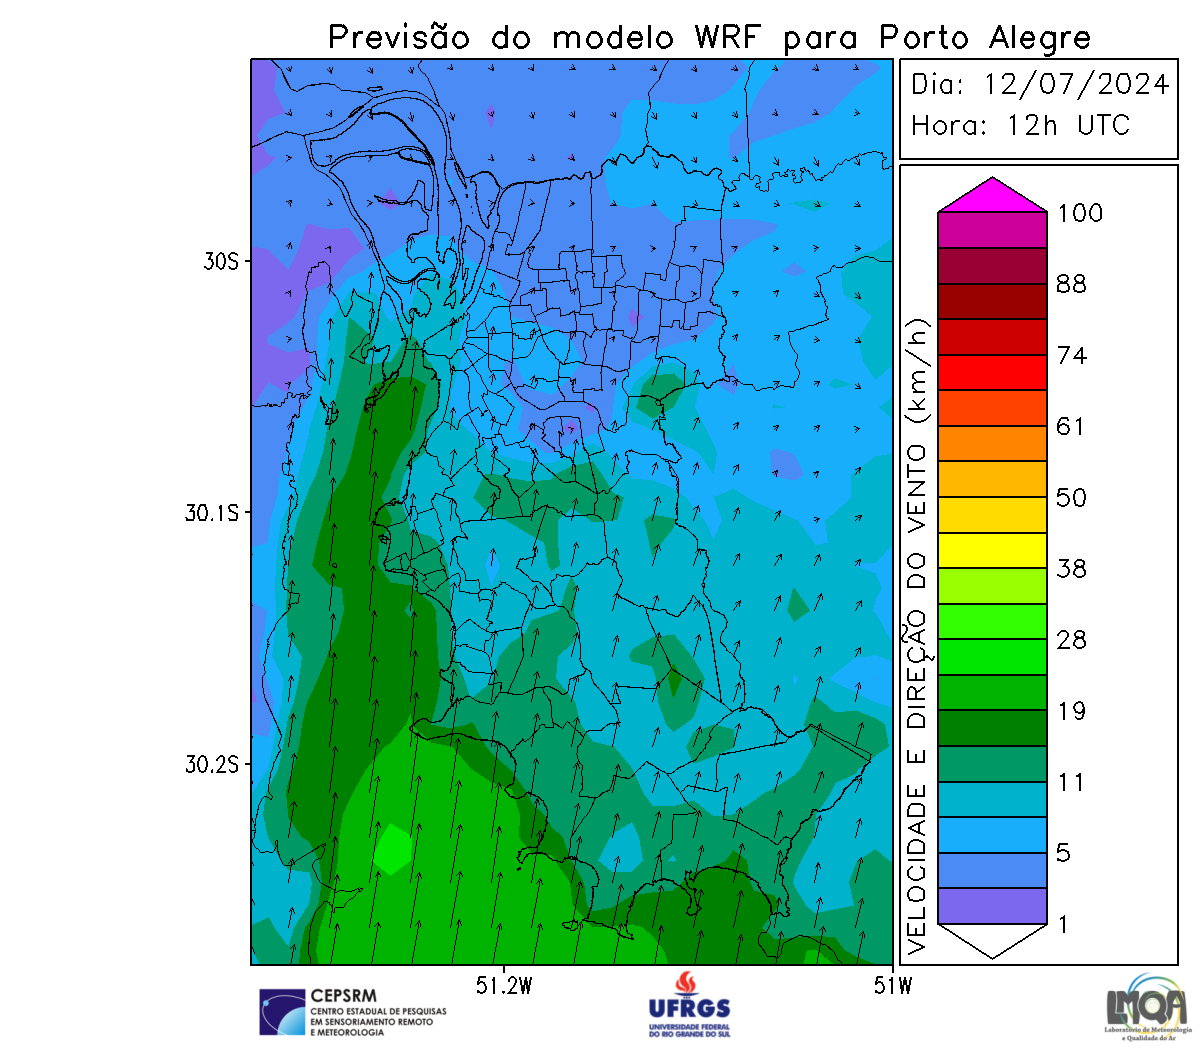 Previsão do modelo WRF para Porto Alegre
Dia: 12/07/2024
Hora: 12h UTC
30S
30.1S
30.2S
51.2W
51W
VELOCIDADE E DIREÇÃO DO VENTO (km/h)
100
88
74
61
50
38
28
19
11
5
1
CEPSRM
CENTRO ESTADUAL DE PESQUISAS
EM SENSORIAMENTO REMOTO
E METEOROLOGIA
UFRGS
UNIVERSIDADE FEDERAL
DO RIO GRANDE DO SUL
LMQA
Laboratório de Meteorologia
e Qualidade do Ar